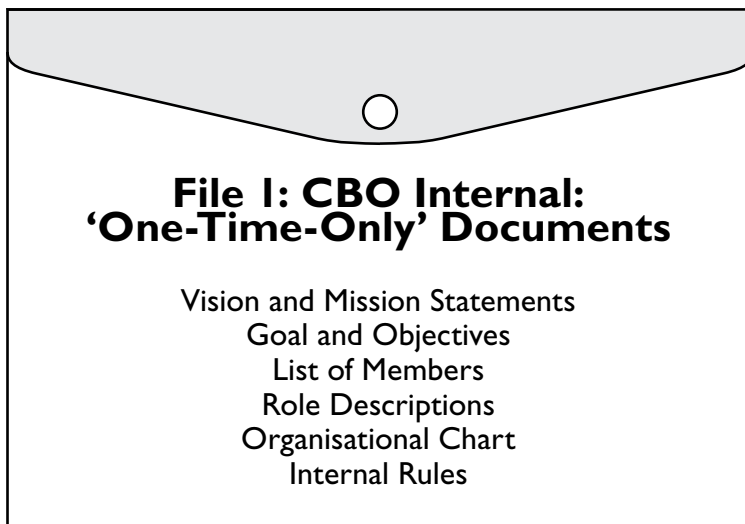 File 1: CBO Internal:
‘One-Time-Only’ Documents
Vision and Mission Statements
Goal and Objectives
List of Members
Role Descriptions
Organisational Chart
Internal Rules